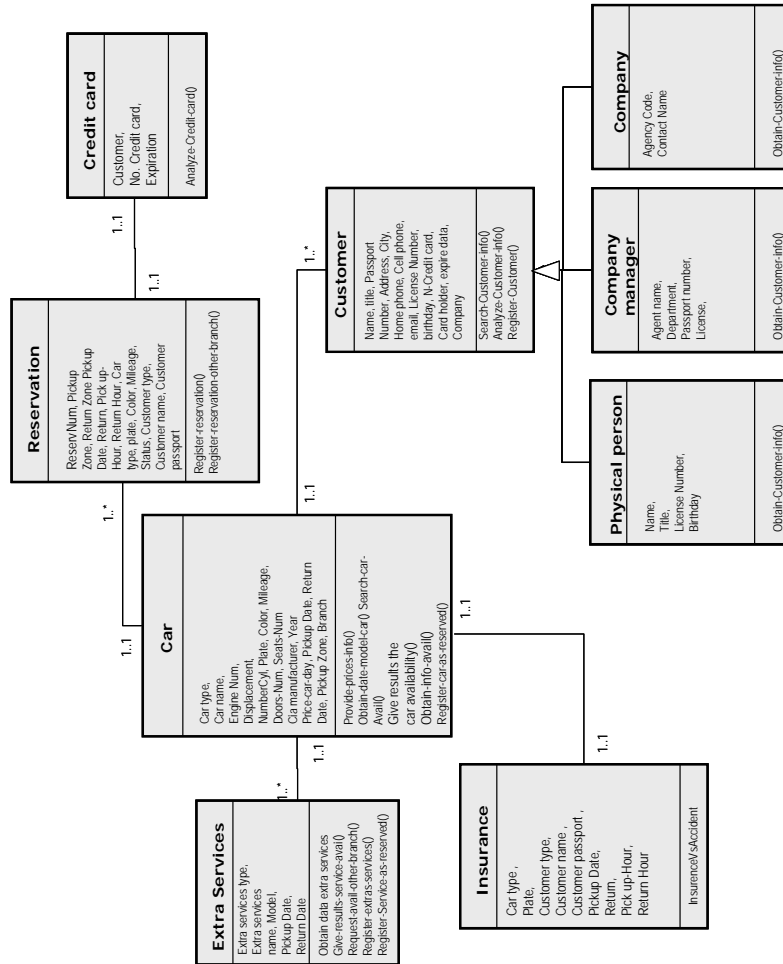 Credit card
Customer,
No. Credit card,
Expiration
Analyze-Credit-card()
1..1
1..1
Reservation
ReservNum, Pickup
Zone, Return Zone Pickup
Date, Return, Pick up-
Hour, Return Hour, Car
type, plate, Color, Mileage,
Status, Customer type,
Customer name, Customer
passport
Register-reservation()
Register-reservation-other-branch()
1..*
1..1
Car
Car type,
Car name,
Engine Num,
Displacement,
NumberCyl, Plate, Color, Mileage,
Doors-Num, Seats-Num
Cia manufacturer, Year
Price-car-day, Pickup Date, Return
Date, Pickup Zone, Branch
Provide-prices-info()
Obtain-date-model-car() Search-car-
Avail()
Give results the
car availability()
Obtain-info-avail()
Register-car-as-reserved()
1..1
1..*
Customer
Name, title, Passport
Number, Address, City,
Home phone, Cell phone,
email, License Number,
birthday, N-Credit card,
Card holder, expire data,
Company
Search-Customer-info()
Analyze-Customer-info()
Register-Customer()
1..1
1..*
Extra Services
Extra services type,
Extra services
name, Model,
Pickup Date,
Return Date
Obtain data extra services
Give-results-service-avai()
Request-avail-other-branch()
Register-extras-services()
Register-Service-as-reserved()
1..1
1..1
Insurance
Car type ,
Plate,
Customer type,
Customer name ,
Customer passport ,
Pickup Date,
Return,
Pick up-Hour,
Return Hour
InsurenceVsAccident
Physical person
Name,
Title,
License Number,
Birthday
Obtain-Customer-info()
Company
manager
Agent name,
Department,
Passport number,
License,
Obtain-Customer-info()
Company
Agency Code,
Contact Name
Obtain-Customer-info()